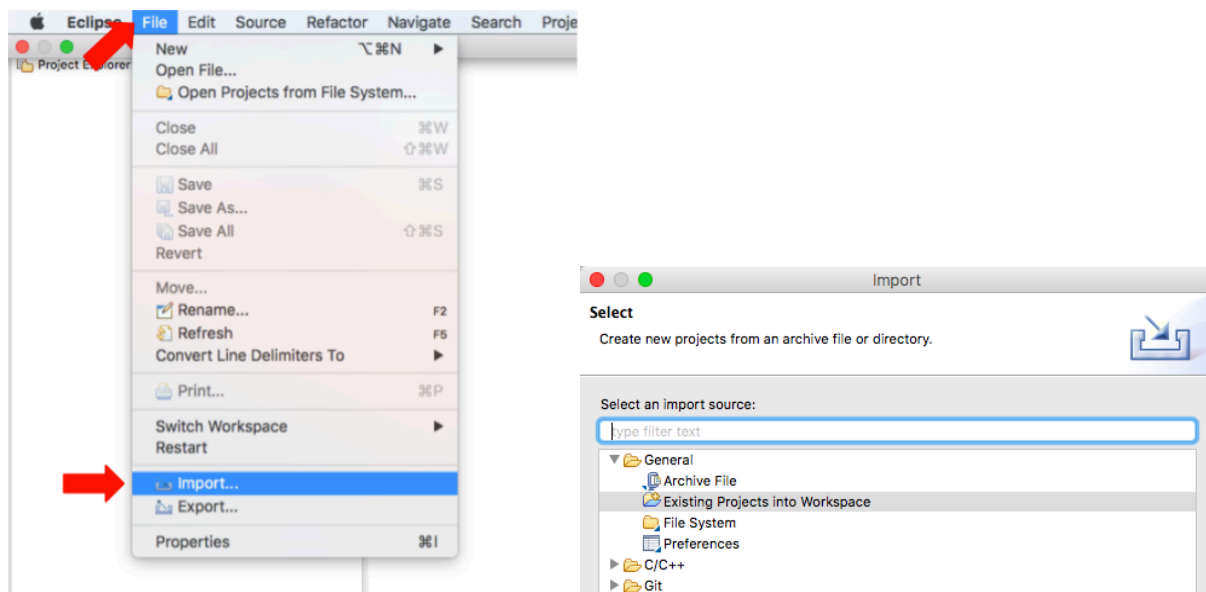 Eclipse File Edit Source Refactor Navigate Search Proje
Project Explorer
New ⌥⌘N ▶
Open File...
Open Projects from File System...
Close ⌘W
Close All ⇧⌘W
Save ⌘S
Save As...
Save All ⇧⌘S
Revert
Move...
Rename... F2
Refresh F5
Convert Line Delimiters To ▶
Print... ⌘P
Switch Workspace ▶
Restart
Import...
Export...
Properties ⌘I
Import
Select
Create new projects from an archive file or directory.
Select an import source:
type filter text
General
Archive File
Existing Projects into Workspace
File System
Preferences
C/C++
Git